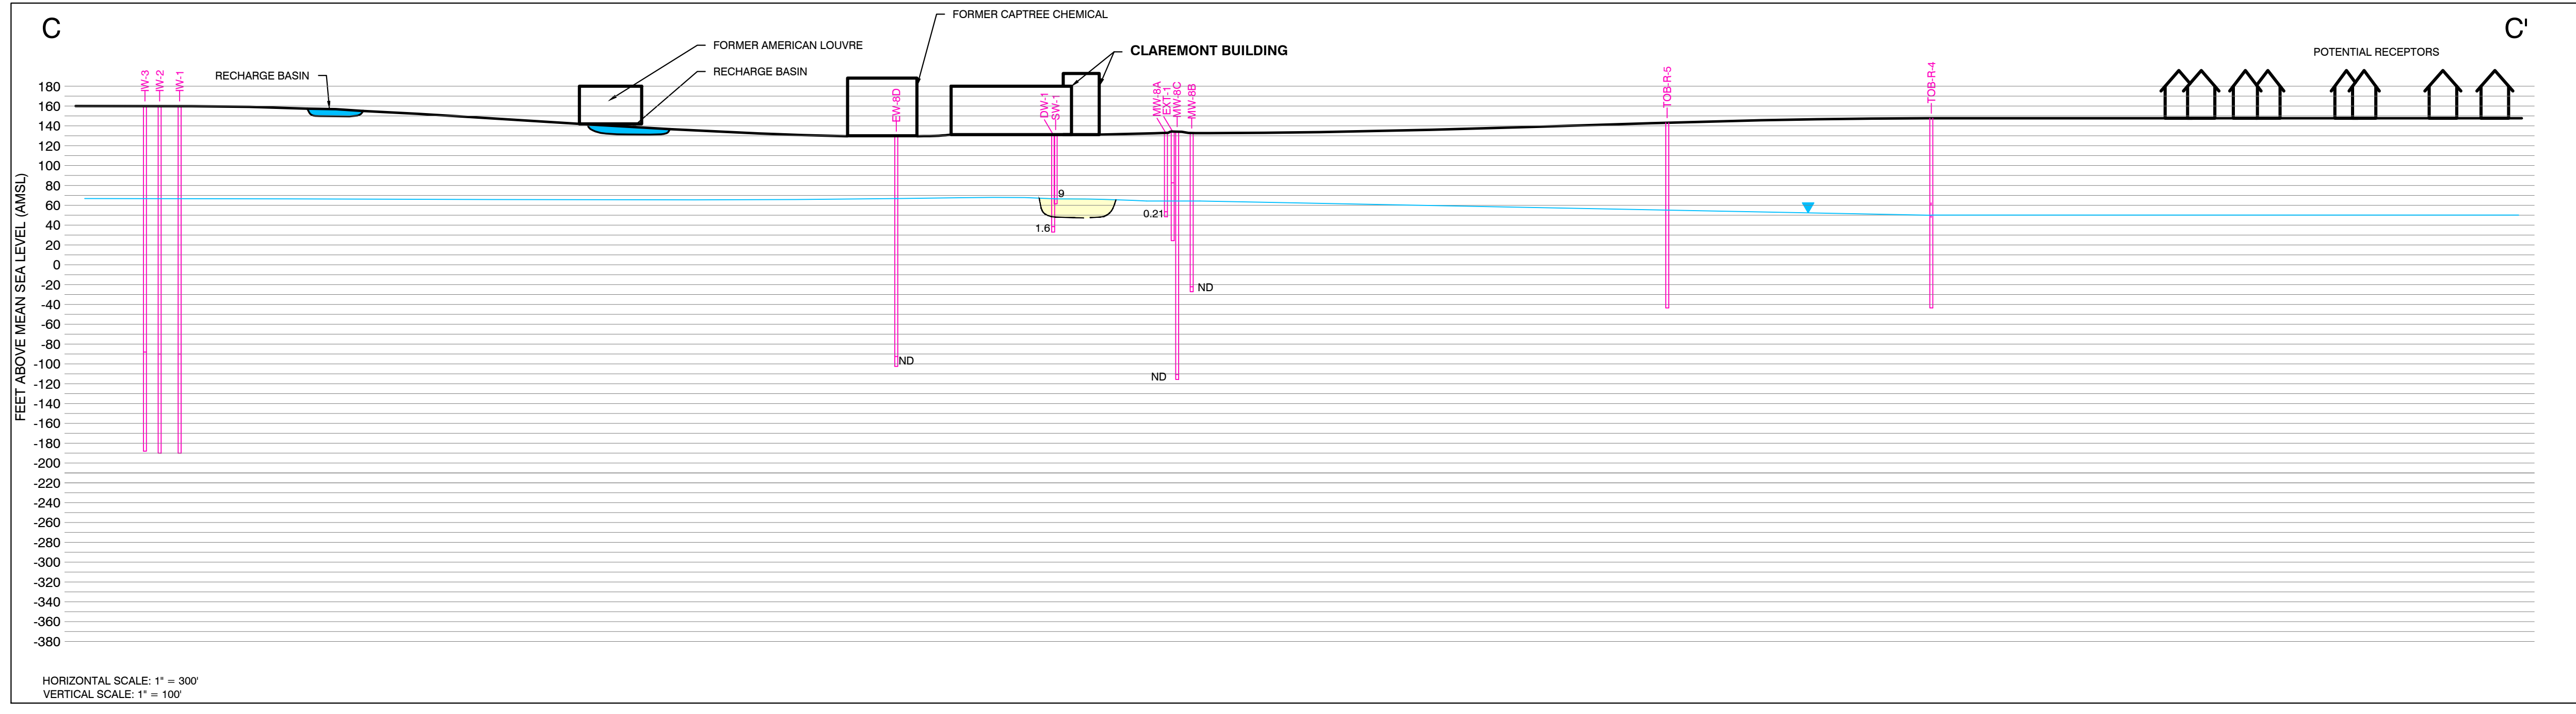 C
C'
FORMER CAPTREE CHEMICAL
FORMER AMERICAN LOUVRE
CLAREMONT BUILDING
POTENTIAL RECEPTORS
RECHARGE BASIN
RECHARGE BASIN
IW-3
IW-2
IW-1
EW-8D
DW-1
SW-1
MW-8A
EXT-1
MW-8C
MW-8B
TOB-R-5
TOB-R-4
FEET ABOVE MEAN SEA LEVEL (AMSL)
180
160
140
120
100
80
60
40
20
0
-20
-40
-60
-80
-100
-120
-140
-160
-180
-200
-220
-240
-260
-280
-300
-320
-340
-360
-380
9
0.21
1.6
ND
ND
ND
HORIZONTAL SCALE: 1" = 300'
VERTICAL SCALE: 1" = 100'